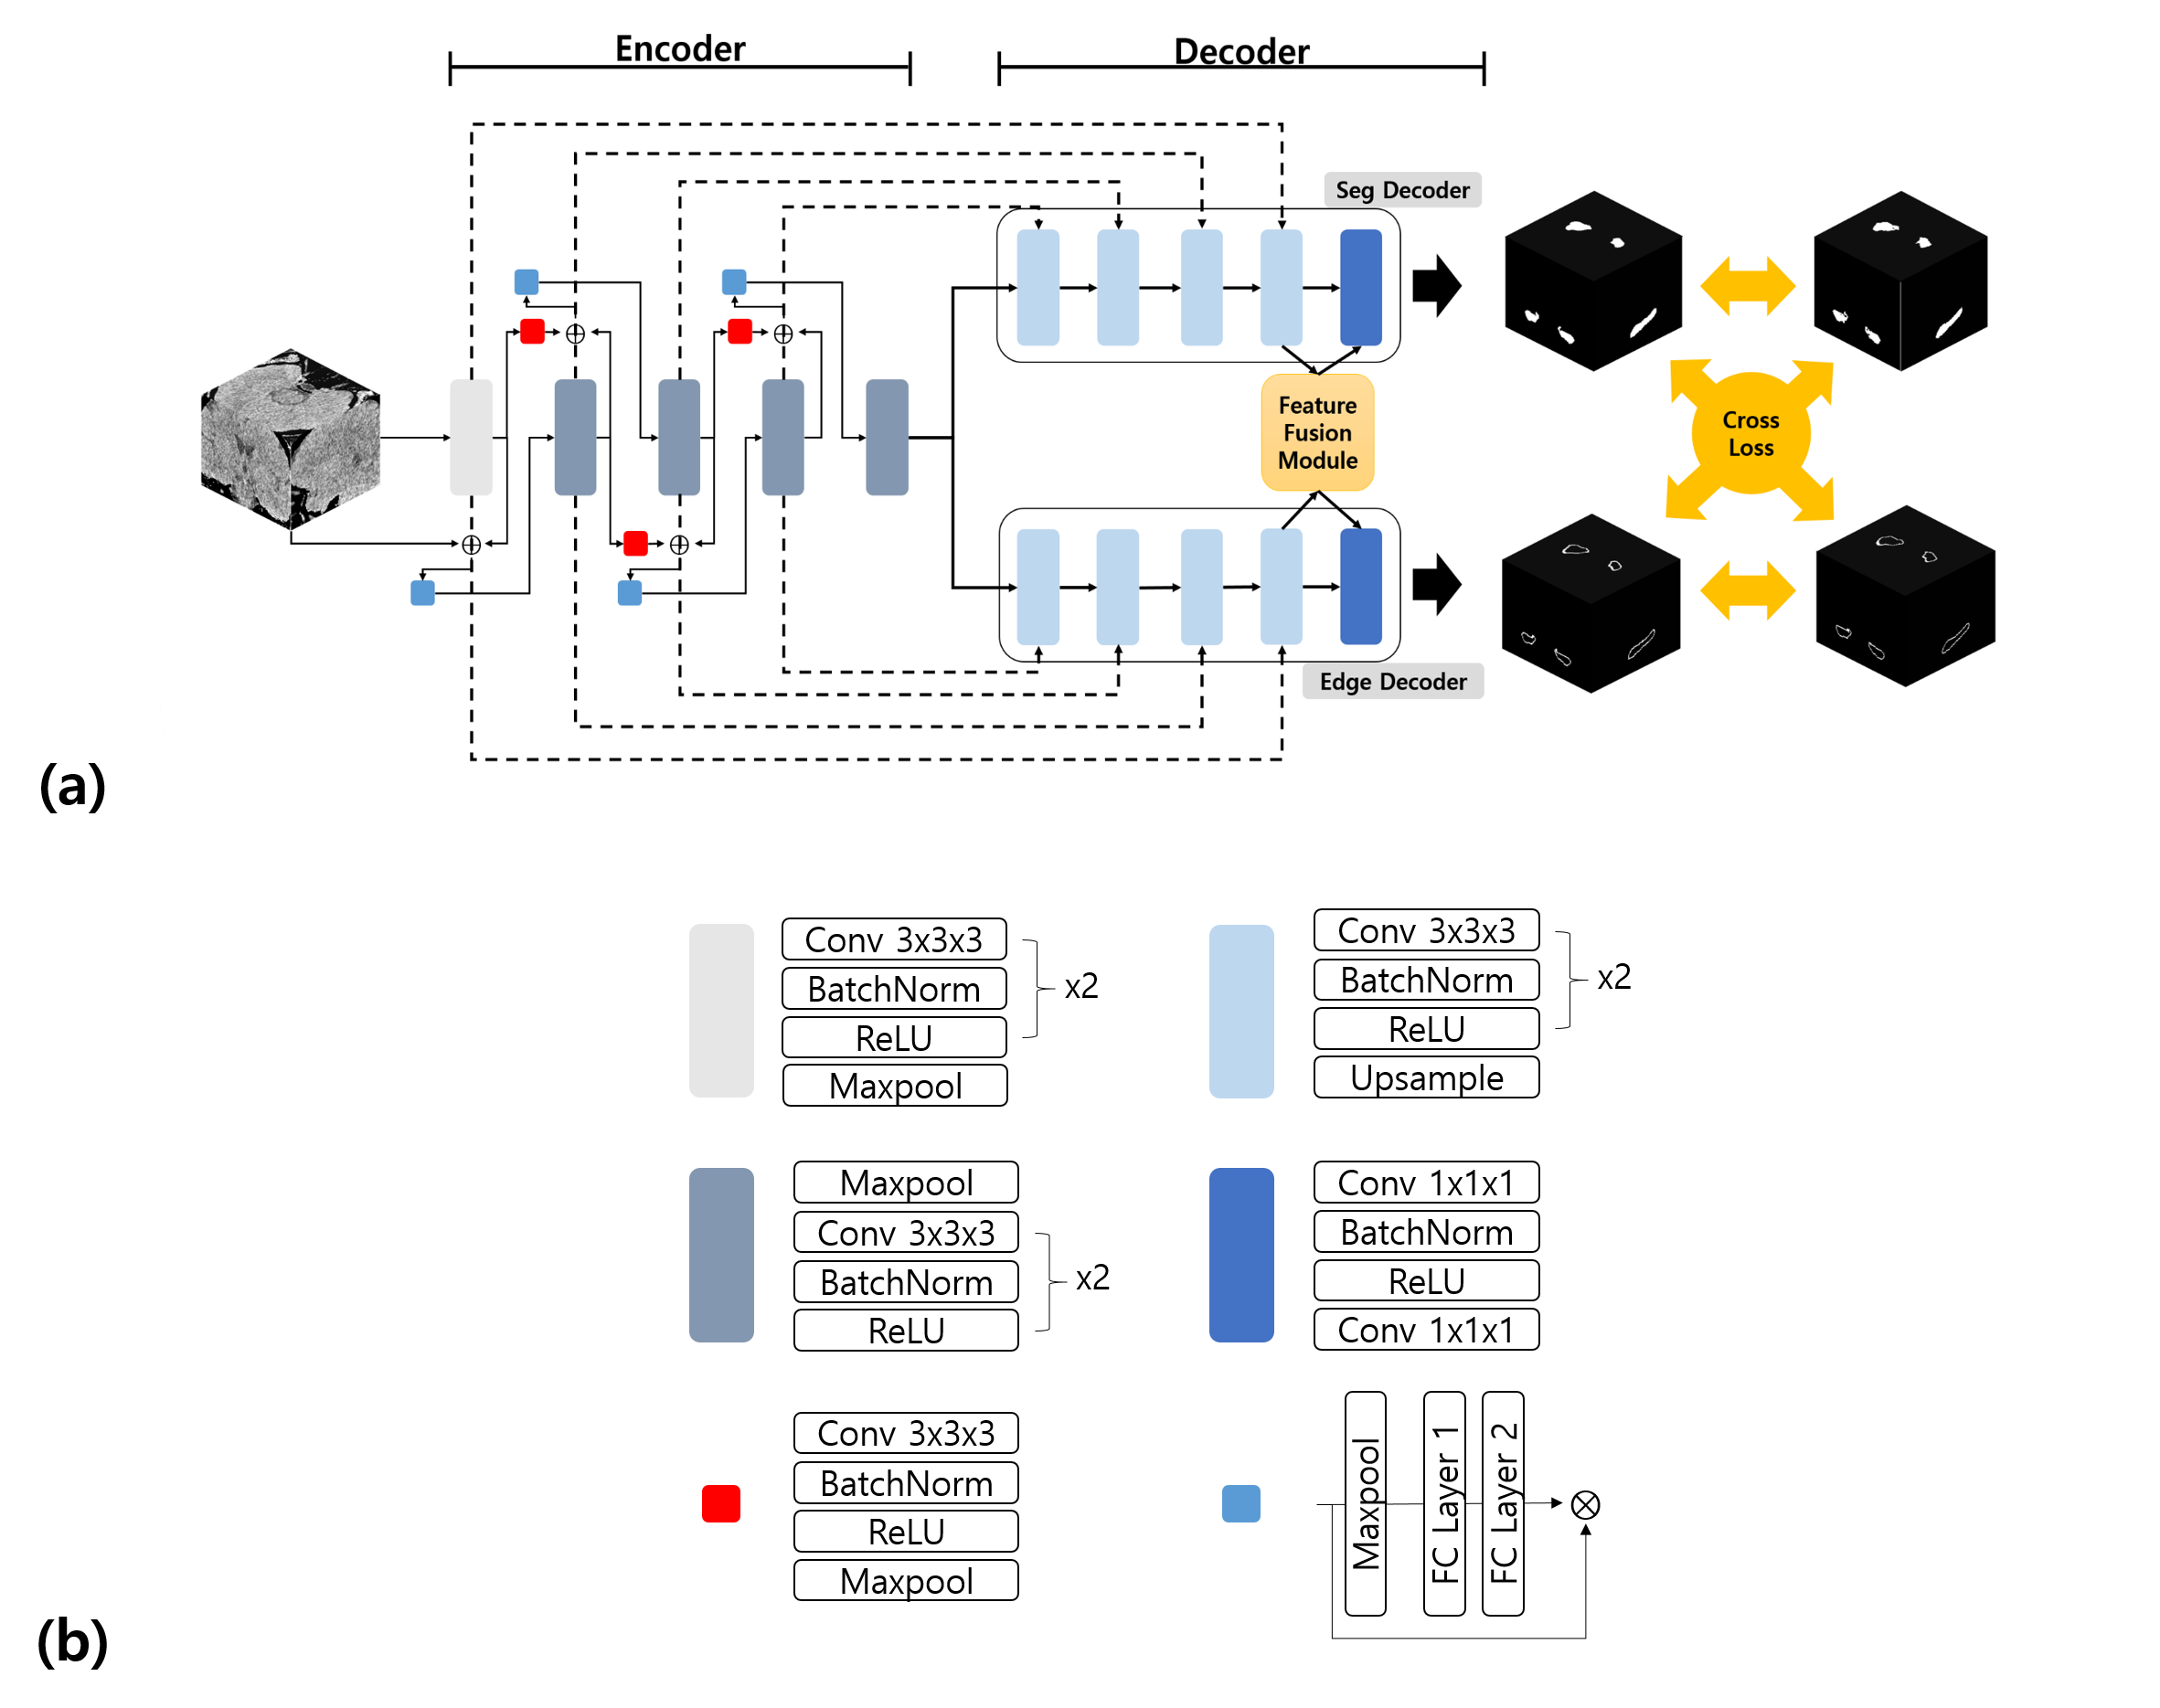 Encoder
Decoder
Seg Decoder
Feature
Fusion
Module
Cross
Loss
Edge Decoder
(a)
Conv 3x3x3
BatchNorm
ReLU
Maxpool
x2
Conv 3x3x3
BatchNorm
ReLU
Upsample
x2
Maxpool
Conv 3x3x3
BatchNorm
ReLU
x2
Conv 1x1x1
BatchNorm
ReLU
Conv 1x1x1
Conv 3x3x3
BatchNorm
ReLU
Maxpool
Maxpool
FC Layer 1
FC Layer 2
(b)